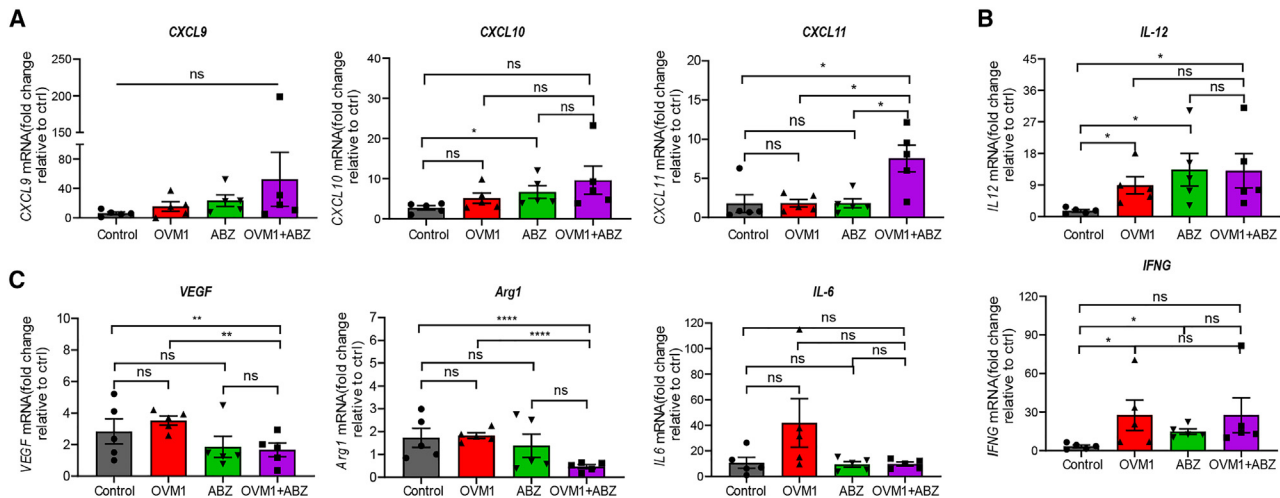 A
CXCL9
CXCL9 mRNA(fold change
relative to ctrl)
250
200
150
80
40
0
ns
Control OVM1 ABZ OVM1+ABZ
CXCL10
CXCL10 mRNA(fold change
relative to ctrl)
40
30
20
10
0
ns
ns
ns
*
ns
Control OVM1 ABZ OVM1+ABZ
CXCL11
CXCL11 mRNA(fold change
relative to ctrl)
20
15
10
5
0
*
*
*
ns
ns
Control OVM1 ABZ OVM1+ABZ
B
IL-12
IL12 mRNA(fold change
relative to ctrl)
45
36
27
18
9
0
*
ns
ns
*
*
Control OVM1 ABZ OVM1+ABZ
IFNG
IFNG mRNA(fold change
relative to ctrl)
120
90
60
30
0
ns
* ns
* ns
Control OVM1 ABZ OVM1+ABZ
C
VEGF
VEGF mRNA(fold change
relative to ctrl)
10
8
6
4
2
0
**
**
ns
ns ns
Control OVM1 ABZ OVM1+ABZ
Arg1
Arg1 mRNA(fold change
relative to ctrl)
7
6
5
4
3
2
1
0
****
****
ns
ns
ns
Control OVM1 ABZ OVM1+ABZ
IL-6
IL6 mRNA(fold change
relative to ctrl)
120
100
80
60
40
20
0
ns
ns
ns
ns
ns
Control OVM1 ABZ OVM1+ABZ